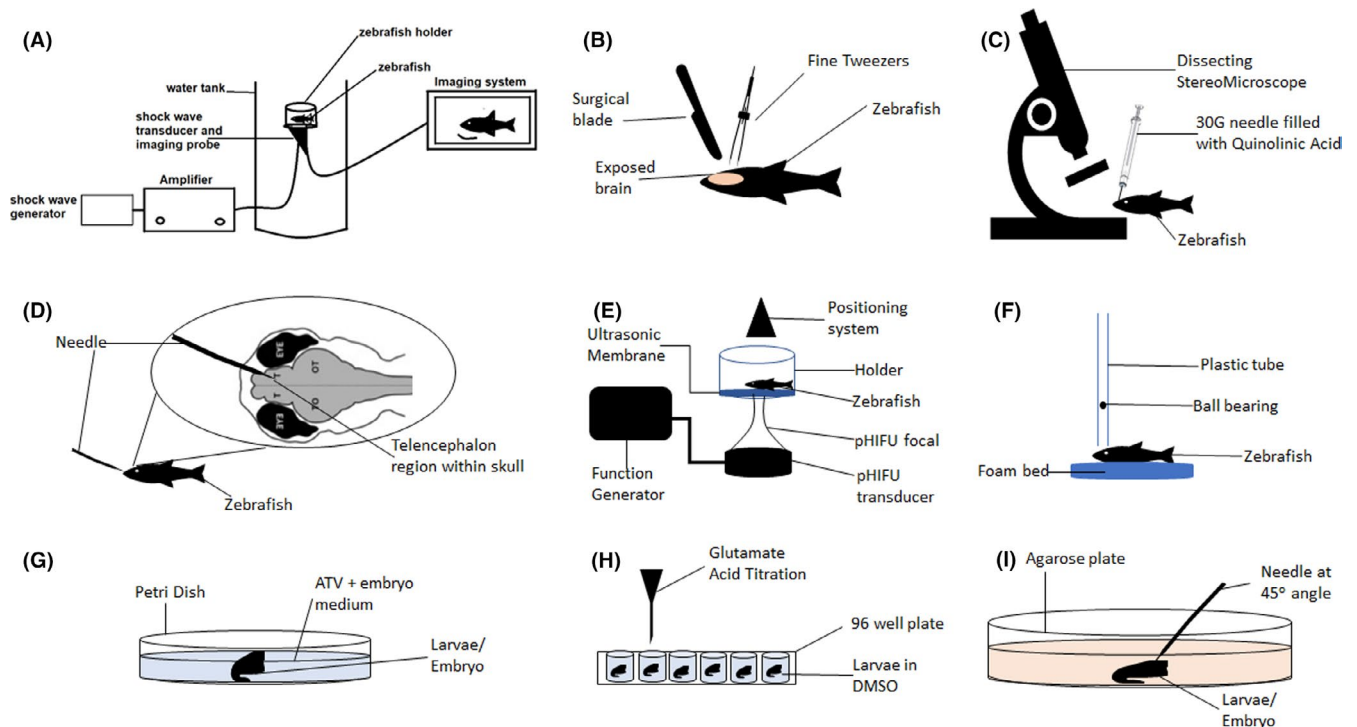 (A)
zebrafish holder
zebrafish
Imaging system
water tank
shock wave
transducer and
imaging probe
Amplifier
shock wave
generator
(B)
Fine Tweezers
Surgical
blade
Zebrafish
Exposed
brain
(C)
Dissecting
StereoMicroscope
30G needle filled
with Quinolinic Acid
Zebrafish
(D)
Needle
EYE
T
OT
T
TO
EYE
Telencephalon
region within skull
Zebrafish
(E)
Positioning
system
Ultrasonic
Membrane
Holder
Zebrafish
pHIFU focal
Function
Generator
pHIFU
transducer
(F)
Plastic tube
Ball bearing
Zebrafish
Foam bed
(G)
Petri Dish
ATV + embryo
medium
Larvae/
Embryo
(H)
Glutamate
Acid Titration
96 well plate
Larvae in
DMSO
(I)
Agarose plate
Needle at
45° angle
Larvae/
Embryo